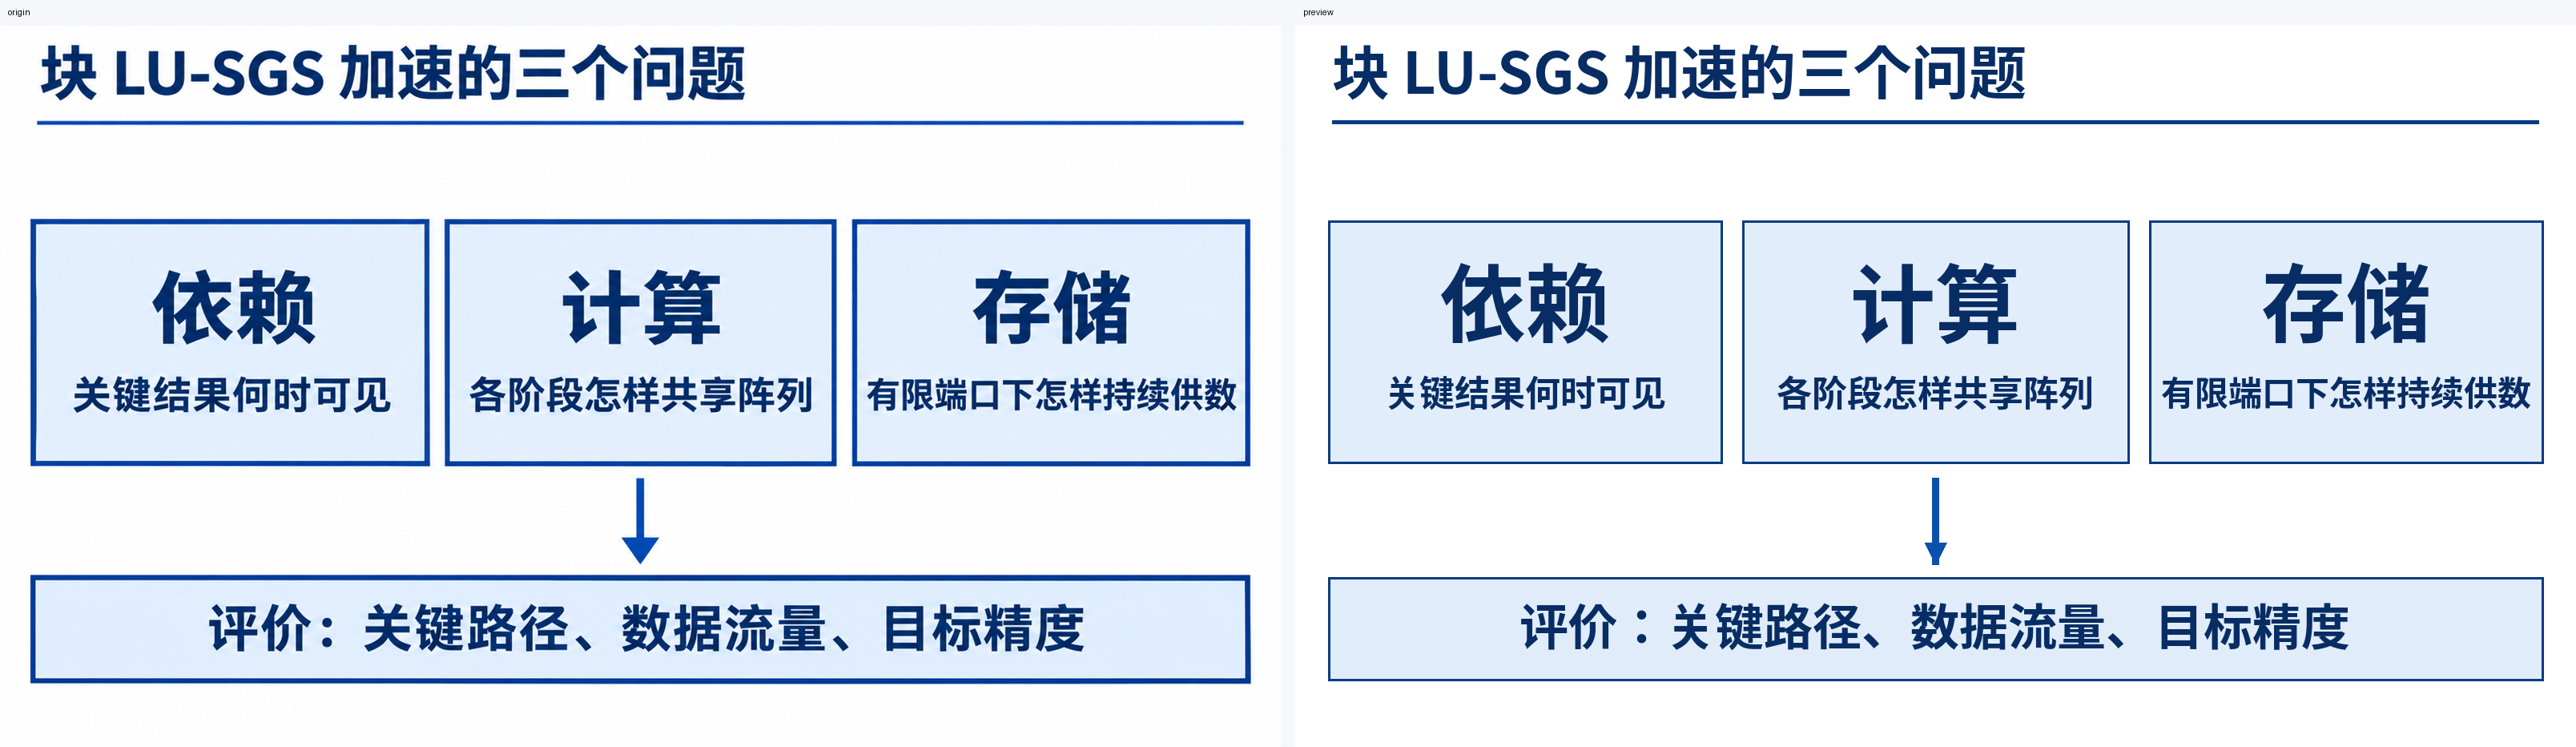 origin
块 LU-SGS 加速的三个问题
依赖
关键结果何时可见
计算
各阶段怎样共享阵列
存储
有限端口下怎样持续供数
评价：关键路径、数据流量、目标精度
preview
块 LU-SGS 加速的三个问题
依赖
关键结果何时可见
计算
各阶段怎样共享阵列
存储
有限端口下怎样持续供数
评价：关键路径、数据流量、目标精度